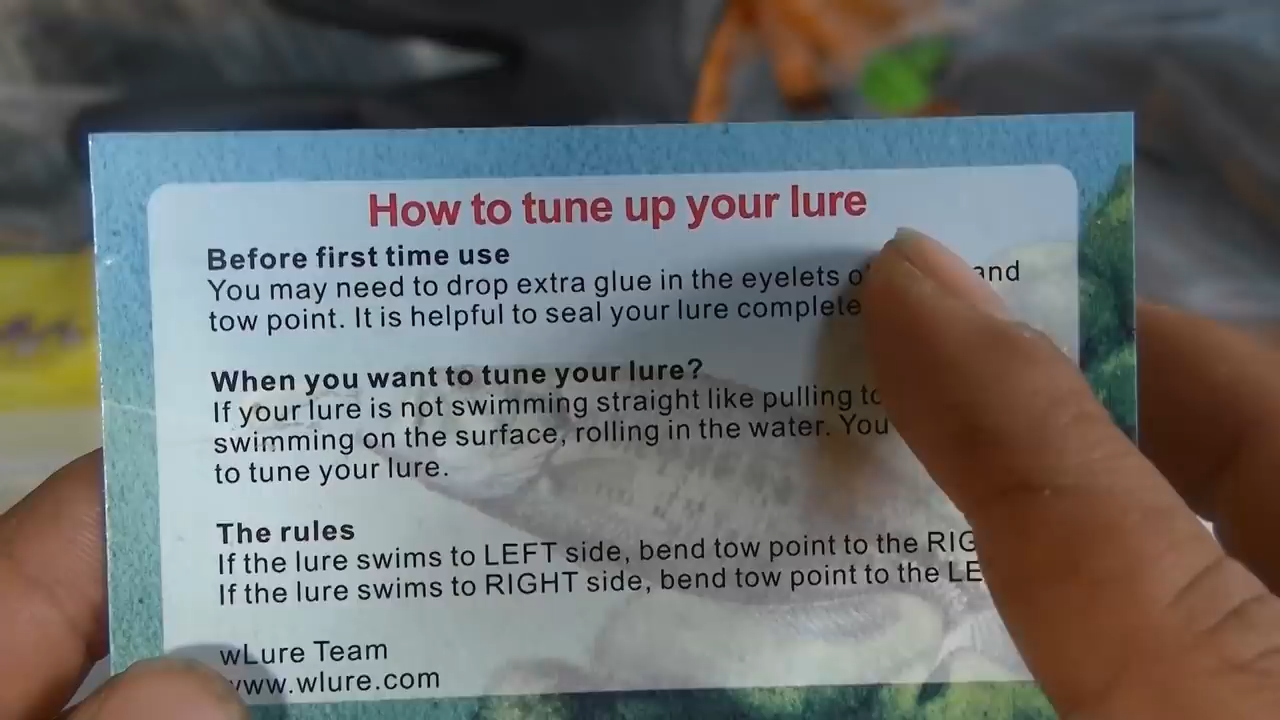 How to tune up your lure
Before first time use
You may need to drop extra glue in the eyelets and
tow point. It is helpful to seal your lure
When you want to tune your lure?
If your lure is not swimming straight like pulling
swimming on the surface, rolling in the water. You
to tune your lure.
The rules
If the lure swims to LEFT side, bend tow point to the
If the lure swims to RIGHT side, bend tow point to the
wLure Team
www.wlure.com